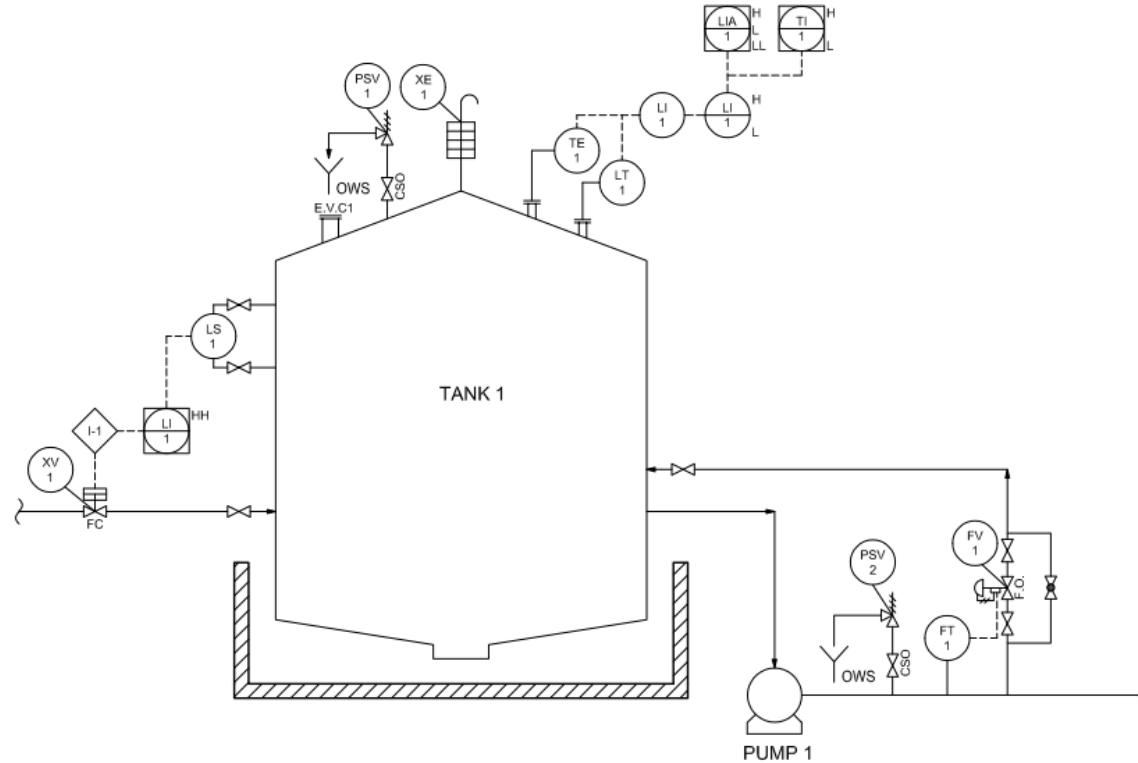 LIA
1
H
L
LL
TI
1
H
L
PSV
1
XE
1
LI
1
LI
1
H
L
TE
1
LT
1
OWS
CSO
E.V.C1
LS
1
TANK 1
LI
1
HH
I-1
XV
1
FC
FV
1
F.O.
PSV
2
FT
1
OWS
CSO
PUMP 1